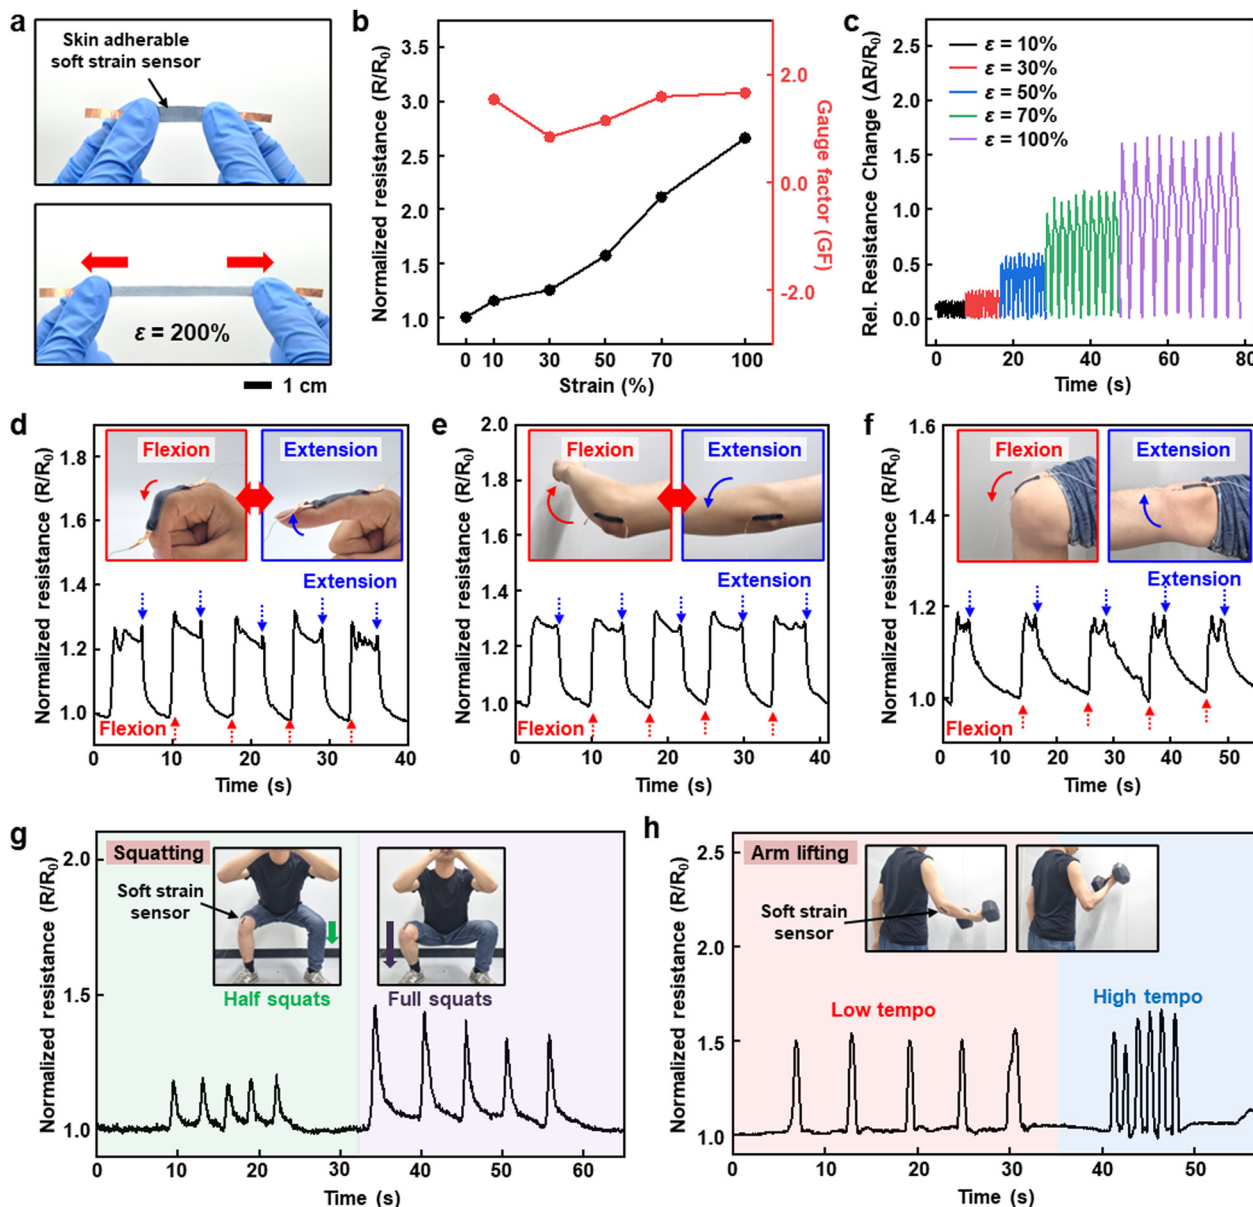 a
Skin adherable
soft strain sensor
ε = 200%
1 cm
b
Normalized resistance (R/R₀)
3.5
3.0
2.5
2.0
1.5
1.0
0 10 30 50 70 100
Strain (%)
2.0
0.0
-2.0
Gauge factor (GF)
c
Rel. Resistance Change (ΔR/R₀)
2.5
2.0
1.5
1.0
0.5
0.0
ε = 10%
ε = 30%
ε = 50%
ε = 70%
ε = 100%
0 20 40 60 80
Time (s)
d
Normalized resistance (R/R₀)
1.8
1.6
1.4
1.2
1.0
Flexion
Extension
Extension
Flexion
0 10 20 30 40
Time (s)
e
Normalized resistance (R/R₀)
2.0
1.8
1.6
1.4
1.2
1.0
Flexion
Extension
Extension
Flexion
0 10 20 30 40
Time (s)
f
Normalized resistance (R/R₀)
1.6
1.4
1.2
1.0
Flexion
Extension
Extension
Flexion
0 10 20 30 40 50
Time (s)
g
Normalized resistance (R/R₀)
2.0
1.5
1.0
Squatting
Soft strain
sensor
Half squats
Full squats
0 10 20 30 40 50 60
Time (s)
h
Normalized resistance (R/R₀)
2.5
2.0
1.5
1.0
Arm lifting
Soft strain
sensor
Low tempo
High tempo
0 10 20 30 40 50
Time (s)